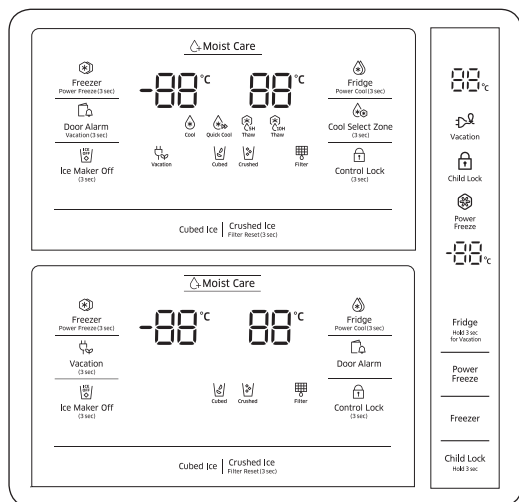 Moist Care
-88°C
88°C
Freezer
Power Freeze (3 sec)
Fridge
Power Cool (3 sec)
Door Alarm
Vacation (3 sec)
Cool
Quick Cool
5H
Thaw
10H
Thaw
Cool Select Zone
(3 sec)
ICE OFF
Ice Maker Off
(3 sec)
Vacation
Cubed
Crushed
Filter
Control Lock
(3 sec)
Cubed Ice
Crushed Ice
Filter Reset (3 sec)
Moist Care
-88°C
88°C
Freezer
Power Freeze (3 sec)
Fridge
Power Cool (3 sec)
Vacation
(3 sec)
Door Alarm
ICE OFF
Ice Maker Off
(3 sec)
Cubed
Crushed
Filter
Control Lock
(3 sec)
Cubed Ice
Crushed Ice
Filter Reset (3 sec)
88°C
Vacation
Child Lock
Power
Freeze
-88°C
Fridge
Hold 3 sec
for Vacation
Power
Freeze
Freezer
Child Lock
Hold 3 sec